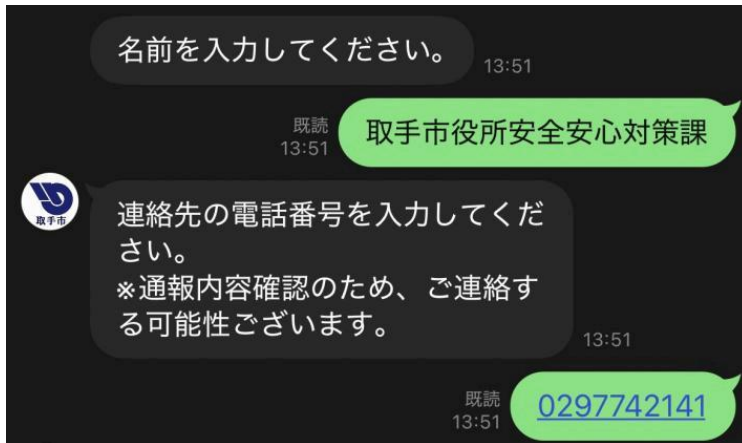 名前を入力してください。
13:51
既読
13:51
取手市役所安全安心対策課
取手市
連絡先の電話番号を入力してくだ
さい。
※通報内容確認のため、ご連絡す
る可能性ございます。
13:51
既読
13:51
0297742141